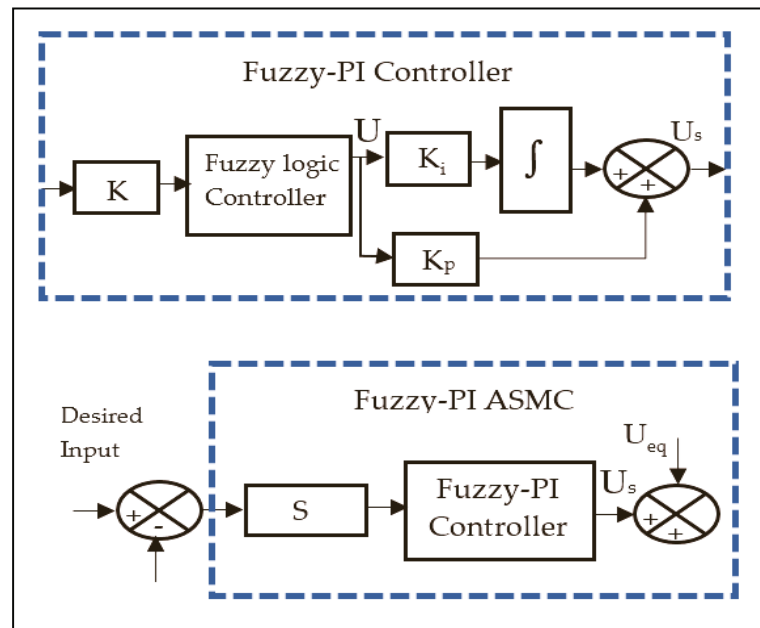 Fuzzy-PI Controller
K
Fuzzy logic
Controller
U
Ki
∫
+
+
Us
Kp
Fuzzy-PI ASMC
Desired
Input
+
-
S
Fuzzy-PI
Controller
Us
Ueq
+
+